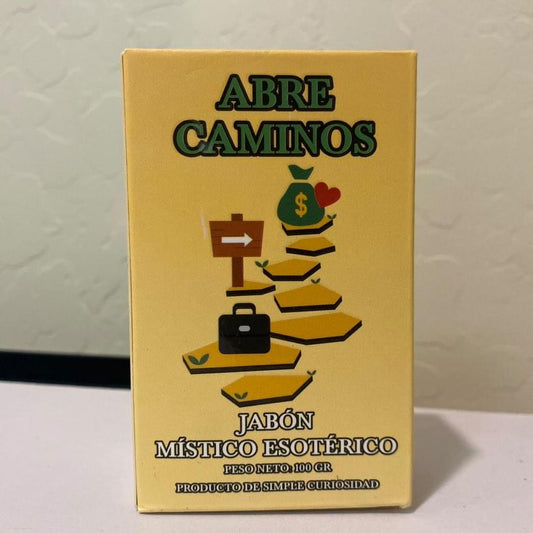 ABRE
CAMINOS
$
JABÓN
MÍSTICO ESOTÉRICO
PESO NETO: 100 GR
PRODUCTO DE SIMPLE CURIOSIDAD